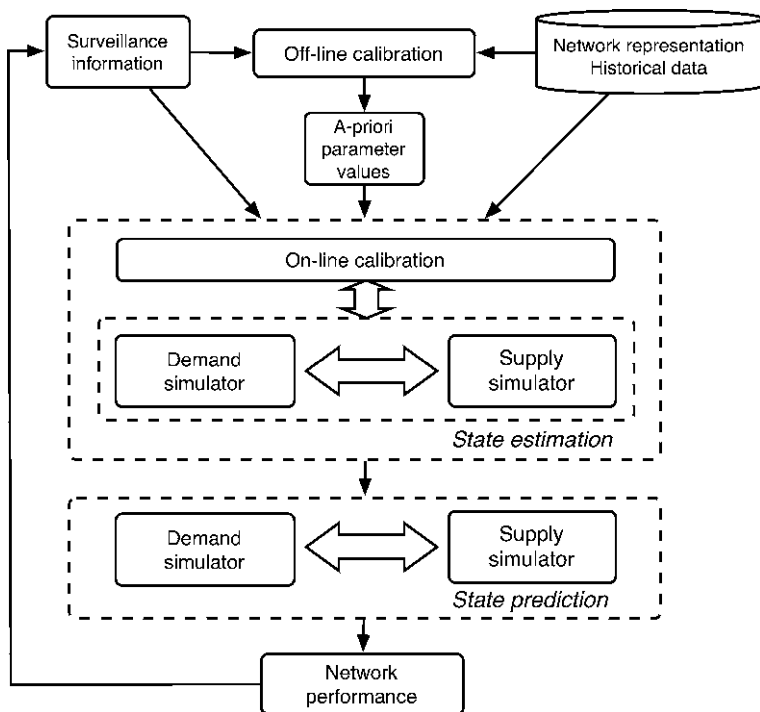 Surveillance
information
Off-line calibration
Network representation
Historical data
A-priori
parameter
values
On-line calibration
Demand
simulator
Supply
simulator
State estimation
Demand
simulator
Supply
simulator
State prediction
Network
performance